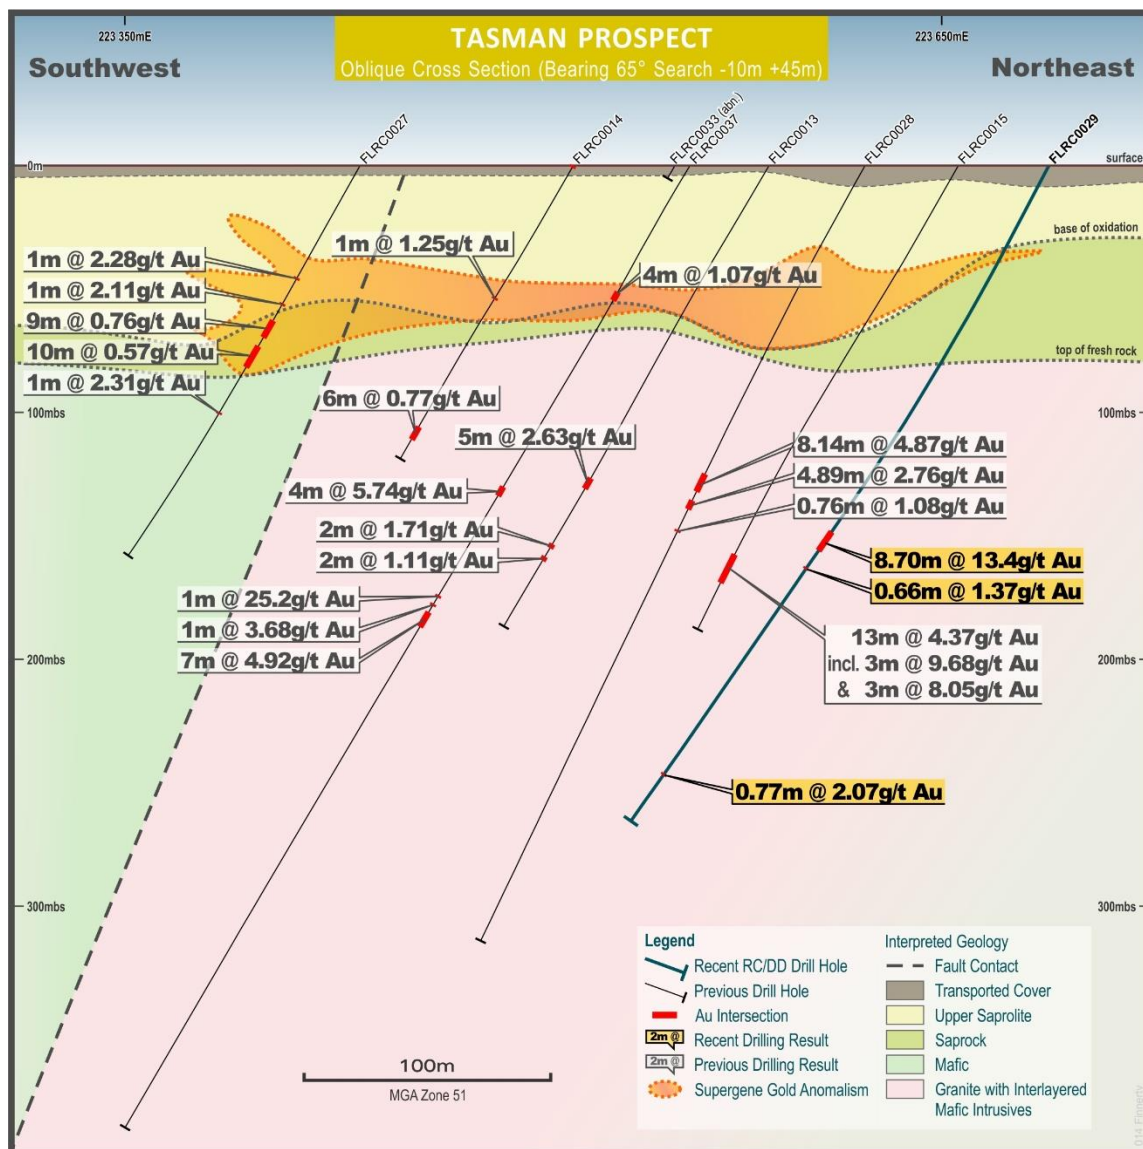 223 350mE
TASMAN PROSPECT
223 650mE
Southwest
Oblique Cross Section (Bearing 65° Search -10m +45m)
Northeast
FLRC0027
FLRC0014
FLRC0033 (abn.)
FLRC0037
FLRC0013
FLRC0028
FLRC0015
FLRC0029
0m
surface
base of oxidation
1m @ 2.28g/t Au
1m @ 1.25g/t Au
4m @ 1.07g/t Au
1m @ 2.11g/t Au
9m @ 0.76g/t Au
10m @ 0.57g/t Au
top of fresh rock
1m @ 2.31g/t Au
6m @ 0.77g/t Au
100mbs
100mbs
5m @ 2.63g/t Au
8.14m @ 4.87g/t Au
4.89m @ 2.76g/t Au
4m @ 5.74g/t Au
0.76m @ 1.08g/t Au
2m @ 1.71g/t Au
2m @ 1.11g/t Au
8.70m @ 13.4g/t Au
0.66m @ 1.37g/t Au
1m @ 25.2g/t Au
1m @ 3.68g/t Au
7m @ 4.92g/t Au
13m @ 4.37g/t Au
incl. 3m @ 9.68g/t Au
& 3m @ 8.05g/t Au
200mbs
200mbs
0.77m @ 2.07g/t Au
300mbs
300mbs
Legend
Recent RC/DD Drill Hole
Previous Drill Hole
Au Intersection
2m @
Recent Drilling Result
2m @
Previous Drilling Result
Supergene Gold Anomalism
Interpreted Geology
Fault Contact
Transported Cover
Upper Saprolite
Saprock
Mafic
Granite with Interlayered
Mafic Intrusives
100m
MGA Zone 51
014 Finnerty